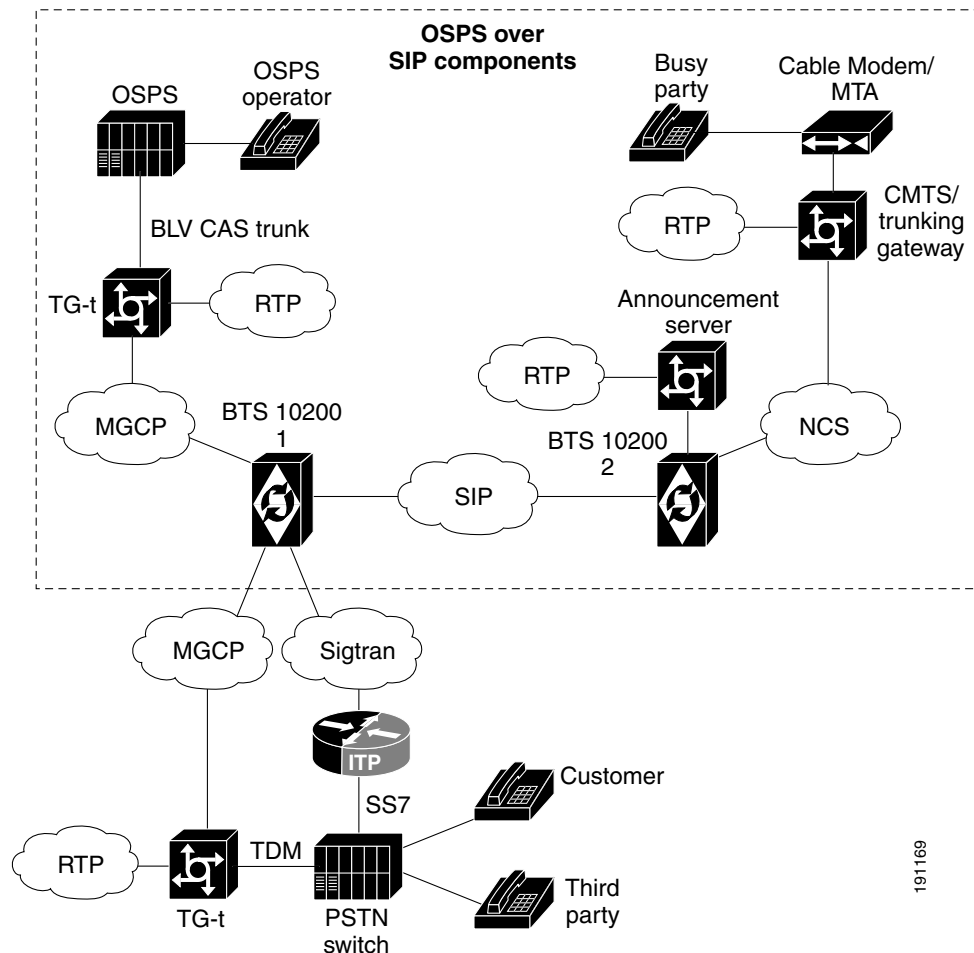 OSPS over
SIP components
OSPS
OSPS
operator
Busy
party
Cable Modem/
MTA
BLV CAS trunk
RTP
CMTS/
trunking
gateway
TG-t
RTP
Announcement
server
RTP
MGCP
BTS 10200
1
SIP
BTS 10200
2
NCS
MGCP
Sigtran
ITP
SS7
Customer
RTP
TDM
TG-t
PSTN
switch
Third
party
191169